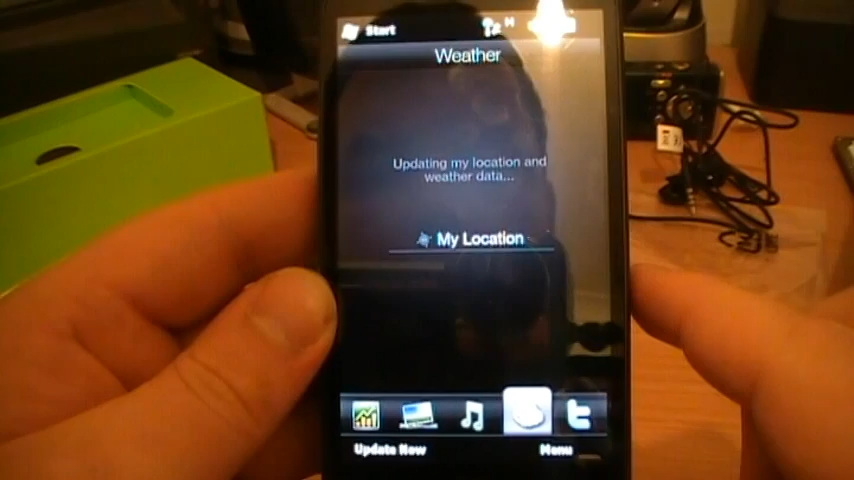 Start
H
Weather
Updating my location and
weather data...
My Location
Update Now
Menu